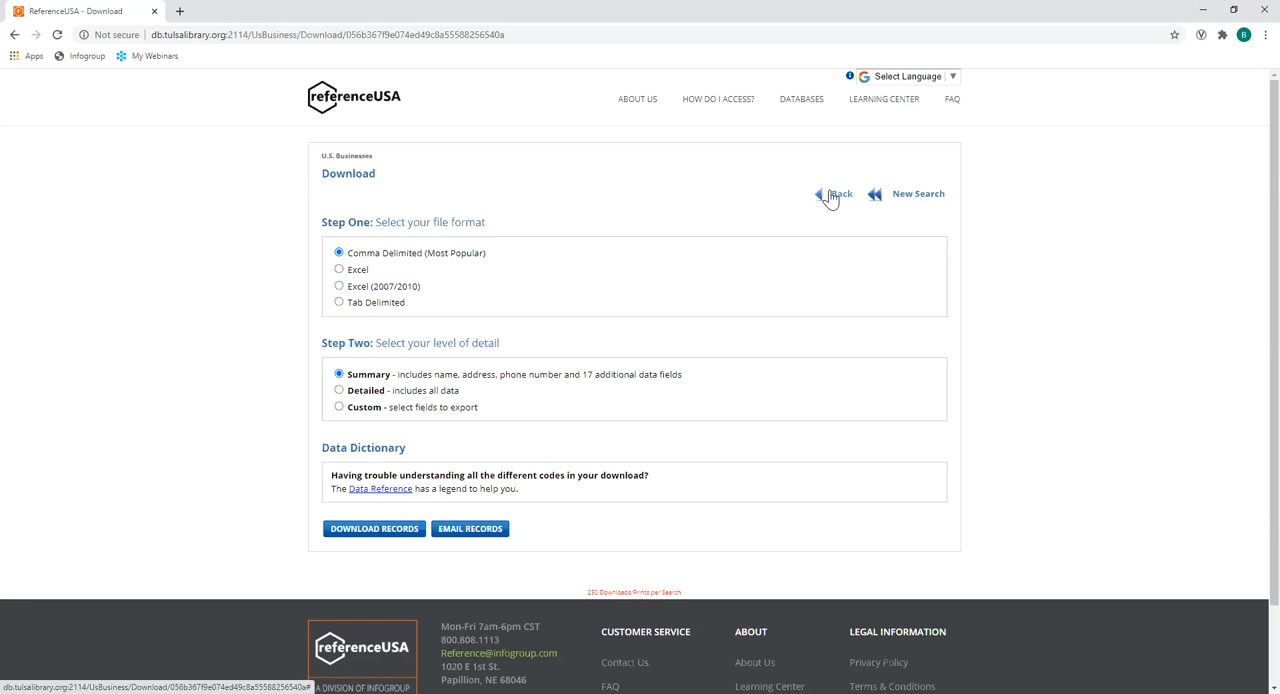 ReferenceUSA - Download
Not secure | db.tulsalibrary.org:2114/UsBusiness/Download/056b367f9e074ed49c8a55588256540a
B
Apps Infogroup My Webinars
Select Language ▼
referenceUSA
ABOUT US HOW DO I ACCESS? DATABASES LEARNING CENTER FAQ
U.S. Businesses
Download
Back New Search
Step One: Select your file format
Comma Delimited (Most Popular)
Excel
Excel (2007/2010)
Tab Delimited
Step Two: Select your level of detail
Summary - includes name, address, phone number and 17 additional data fields
Detailed - includes all data
Custom - select fields to export
Data Dictionary
Having trouble understanding all the different codes in your download?
The Data Reference has a legend to help you.
DOWNLOAD RECORDS EMAIL RECORDS
250 Downloads/Prints per Search
referenceUSA
A DIVISION OF INFOGROUP
Mon-Fri 7am-6pm CST
800.808.1113
Reference@infogroup.com
1020 E 1st St.
Papillion, NE 68046
CUSTOMER SERVICE
Contact Us
FAQ
ABOUT
About Us
Learning Center
LEGAL INFORMATION
Privacy Policy
Terms & Conditions
db.tulsalibrary.org:2114/UsBusiness/Download/056b367f9e074ed49c8a55588256540a#